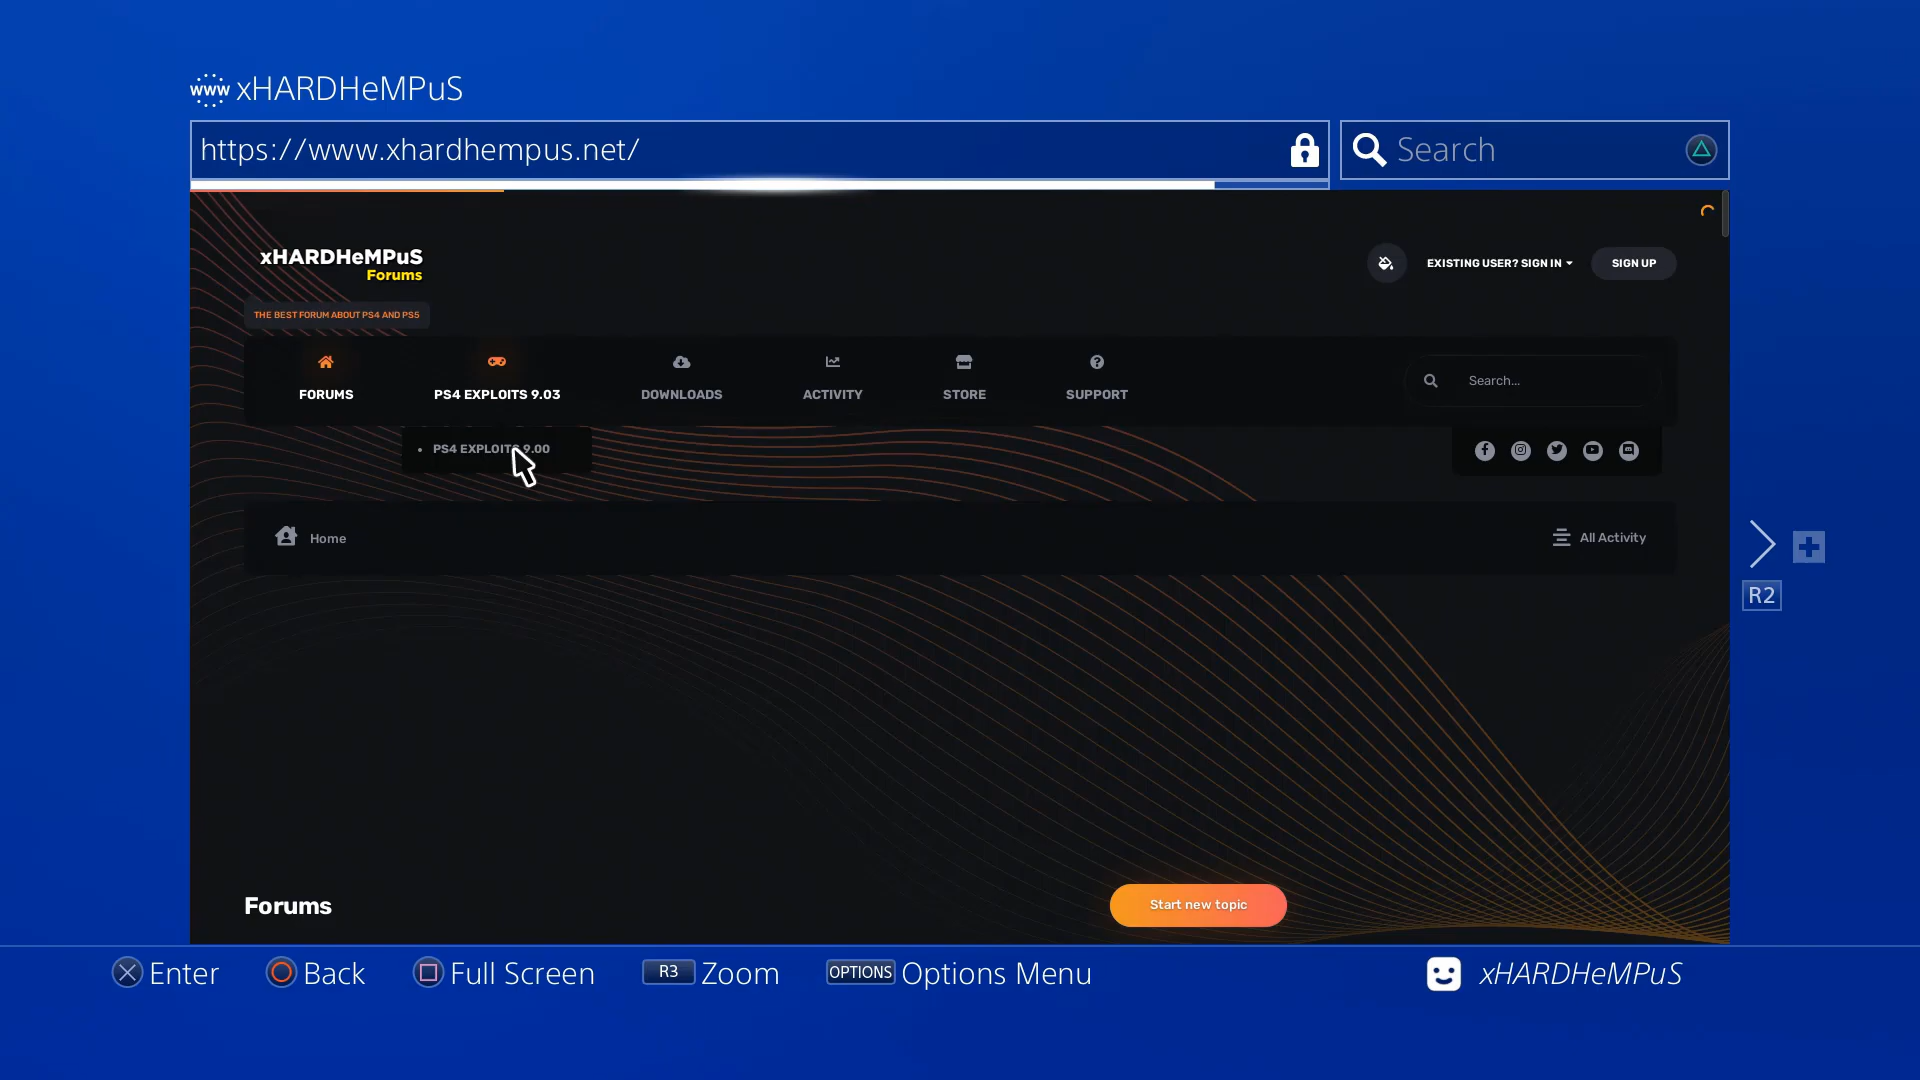 www xHARDHeMPuS
https://www.xhardhempus.net/
Search
xHARDHeMPuS
Forums
EXISTING USER? SIGN IN
SIGN UP
THE BEST FORUM ABOUT PS4 AND PS5
FORUMS
PS4 EXPLOITS 9.03
DOWNLOADS
ACTIVITY
STORE
SUPPORT
Search...
PS4 EXPLOITS 9.00
Home
All Activity
R2
Forums
Start new topic
Enter
Back
Full Screen
R3 Zoom
OPTIONS Options Menu
xHARDHeMPuS